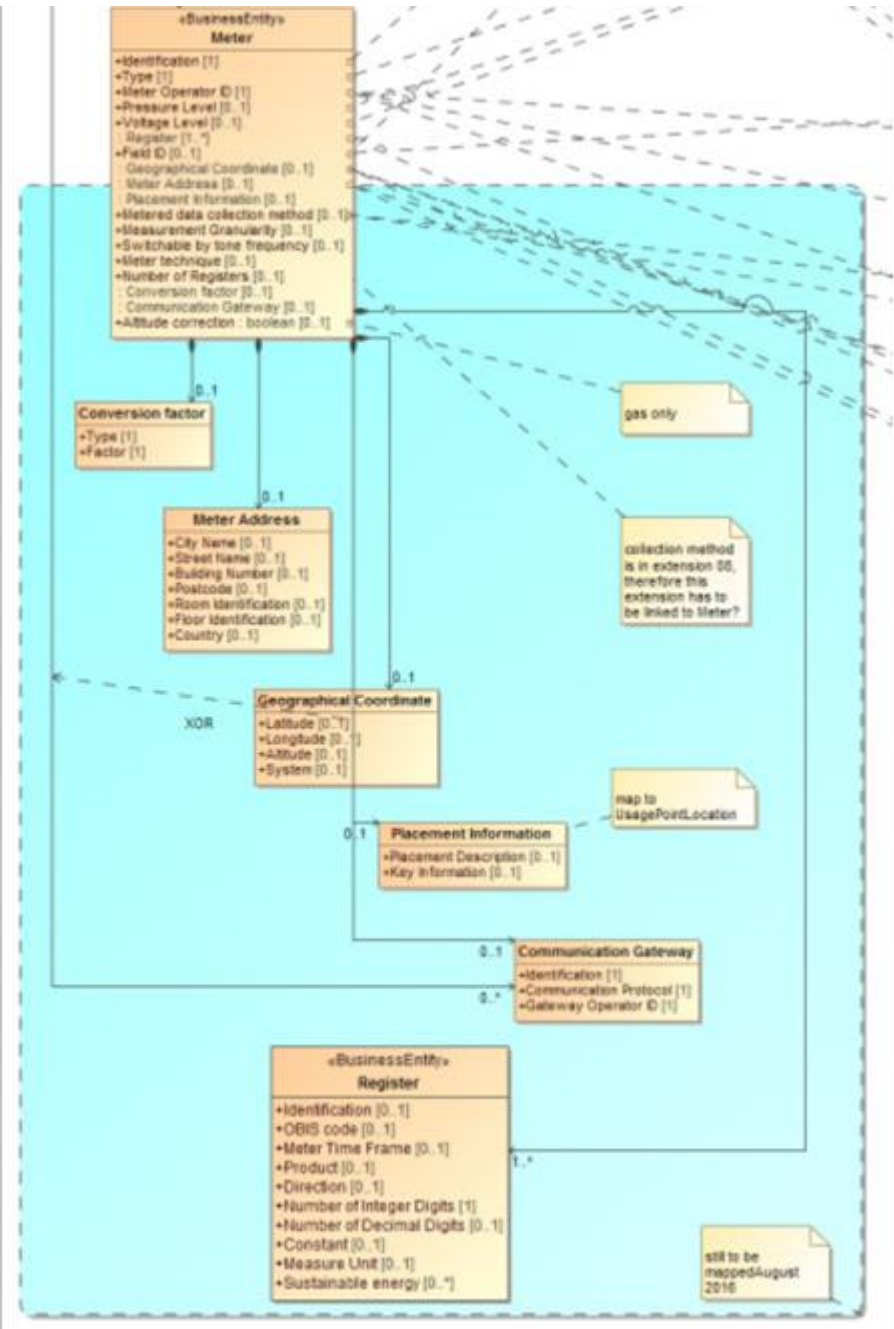 «BusinessEntity»
Meter
+Identification [1]
+Type [1]
+Meter Operator ID [1]
+Pressure Level [0..1]
+Voltage Level [0..1]
: Register [1..*]
+Field ID [0..1]
: Geographical Coordinate [0..1]
: Meter Address [0..1]
: Placement Information [0..1]
+Metered data collection method [0..1]
+Measurement Granularity [0..1]
+Switchable by tone frequency [0..1]
+Meter technique [0..1]
+Number of Registers [0..1]
: Conversion factor [0..1]
: Communication Gateway [0..1]
+Altitude correction : boolean [0..1]
0..1
Conversion factor
+Type [1]
+Factor [1]
gas only
0..1
Meter Address
+City Name [0..1]
+Street Name [0..1]
+Building Number [0..1]
+Postcode [0..1]
+Room Identification [0..1]
+Floor Identification [0..1]
+Country [0..1]
collection method
is in extension 08,
therefore this
extension has to
be linked to Meter?
0..1
Geographical Coordinate
+Latitude [0..1]
+Longitude [0..1]
+Altitude [0..1]
+System [0..1]
XOR
map to
UsagePointLocation
0..1
Placement Information
+Placement Description [0..1]
+Key Information [0..1]
0..1
Communication Gateway
+Identification [1]
+Communication Protocol [1]
+Gateway Operator ID [1]
0..*
«BusinessEntity»
Register
+Identification [0..1]
+OBIS code [0..1]
+Meter Time Frame [0..1]
+Product [0..1]
+Direction [0..1]
+Number of Integer Digits [1]
+Number of Decimal Digits [0..1]
+Constant [0..1]
+Measure Unit [0..1]
+Sustainable energy [0..*]
1..*
still to be
mappedAugust
2016